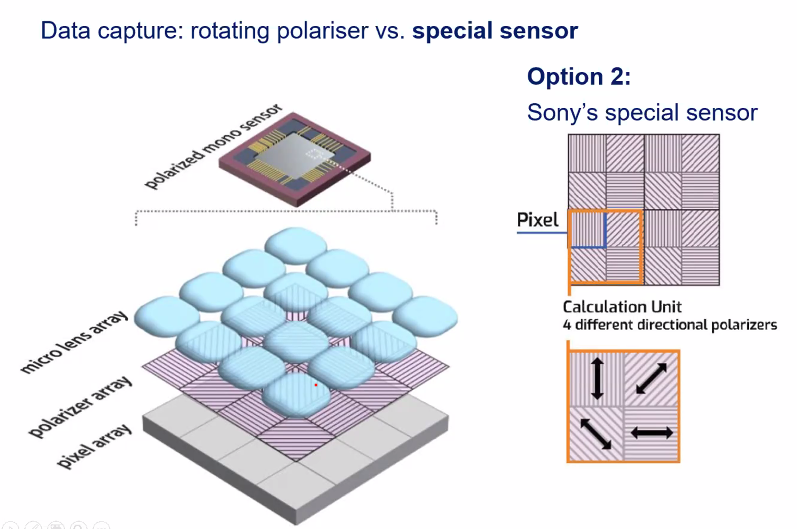 Data capture: rotating polariser vs. special sensor
Option 2:
Sony's special sensor
polarized mono sensor
Pixel
Calculation Unit
4 different directional polarizers
micro lens array
polarizer array
pixel array